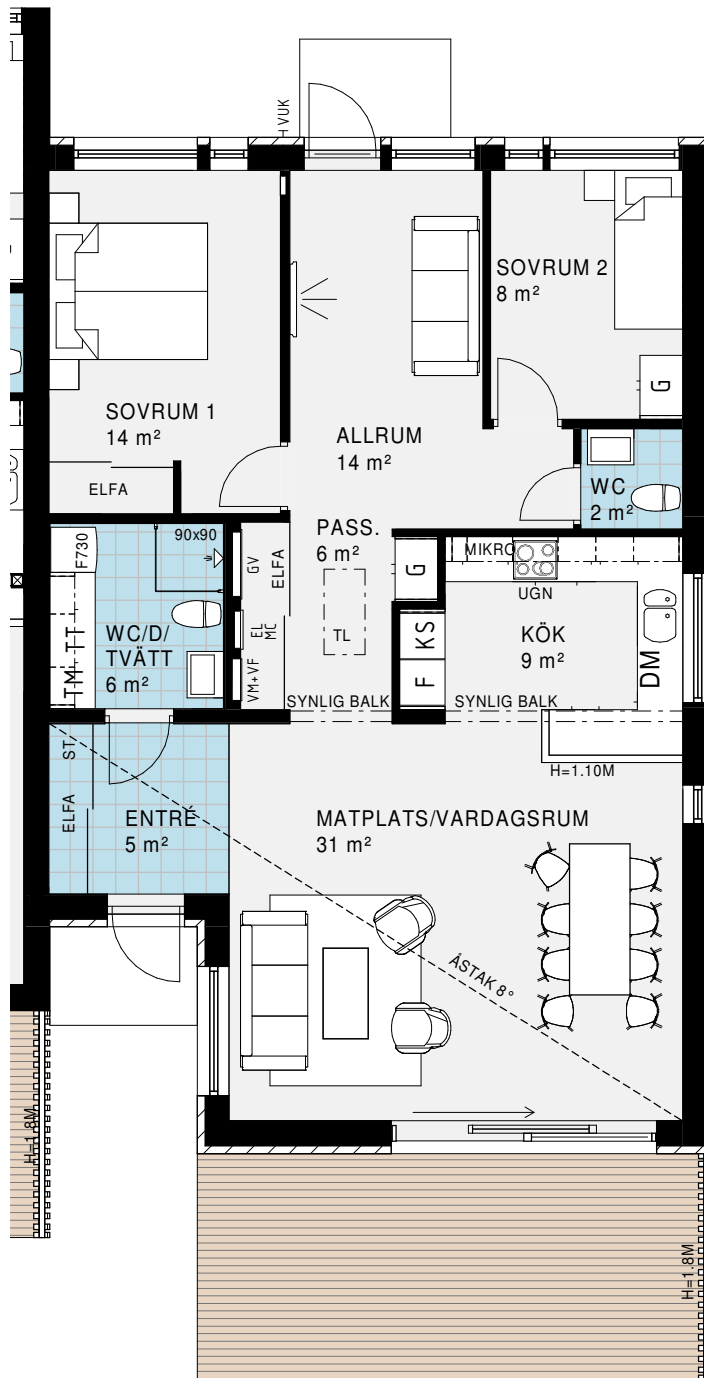 HVUK
SOVRUM 2
8 m²
G
SOVRUM 1
14 m²
ALLRUM
14 m²
ELFA
WC
2 m²
PASS.
6 m²
F730
90x90
GV
ELFA
G
MIKRO
UGN
TM TT
WC/D/
TVÄTT
6 m²
EL
MC
VM+VF
TL
KS
F
KÖK
9 m²
DM
SYNLIG BALK
SYNLIG BALK
ST
ELFA
ENTRÉ
5 m²
H=1.10M
MATPLATS/VARDAGSRUM
31 m²
ÅSTAK 8°
H=1.8M
H=1.8M